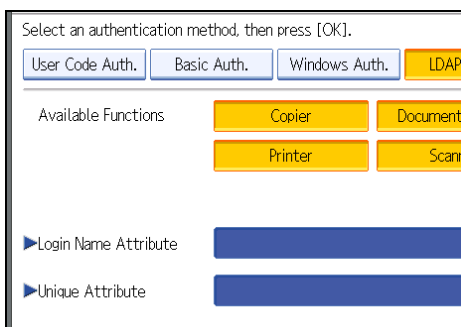 Select an authentication method, then press [OK].
User Code Auth. Basic Auth. Windows Auth. LDAP
Available Functions Copier Document
Printer Scan
►Login Name Attribute
►Unique Attribute